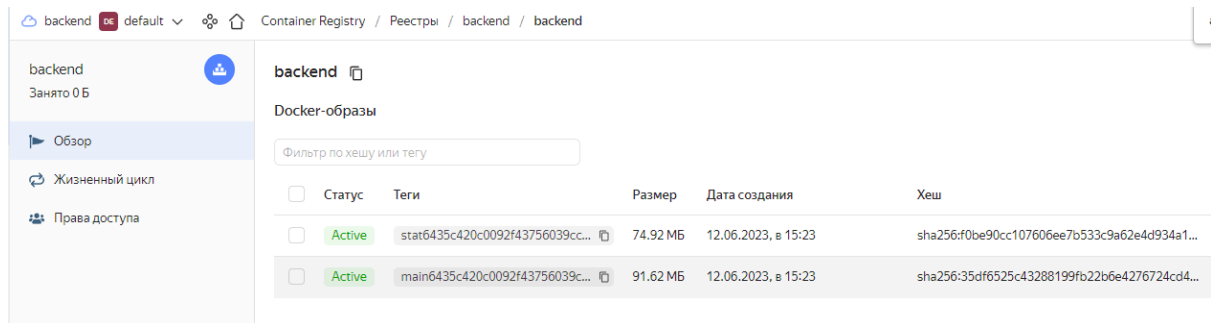 backend DE default Container Registry / Реестры / backend / backend
backend
Занято 0 Б
Обзор
Жизненный цикл
Права доступа
backend
Docker-образы
Фильтр по хешу или тегу
Статус Теги Размер Дата создания Хеш
Active stat6435c420c0092f43756039cc... 74.92 МБ 12.06.2023, в 15:23 sha256:f0be90cc107606ee7b533c9a62e4d934a1...
Active main6435c420c0092f43756039c... 91.62 МБ 12.06.2023, в 15:23 sha256:35df6525c43288199fb22b6e4276724cd4...